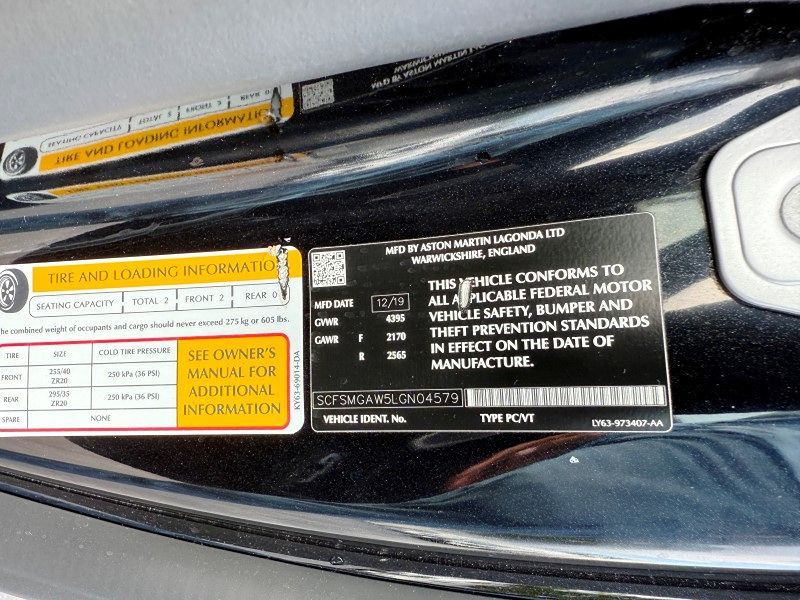 TIRE AND LOADING INFORMATIO
SEATING CAPACITY TOTAL 2 FRONT 2 REAR 0
he combined weight of occupants and cargo should never exceed 275 kg or 605 lbs.
TIRE SIZE COLD TIRE PRESSURE
FRONT 255/40 ZR20 250 kPa (36 PSI)
REAR 295/35 ZR20 250 kPa (36 PSI)
SPARE NONE
SEE OWNER'S
MANUAL FOR
ADDITIONAL
INFORMATION
KY63-69014-DA
MFD BY ASTON MARTIN LAGONDA LTD
WARWICKSHIRE, ENGLAND
MFD DATE 12/19
GVWR 4395
GAWR F 2170
R 2565
THIS VEHICLE CONFORMS TO
ALL APPLICABLE FEDERAL MOTOR
VEHICLE SAFETY, BUMPER AND
THEFT PREVENTION STANDARDS
IN EFFECT ON THE DATE OF
MANUFACTURE.
SCFSMGAW5LGN04579
VEHICLE IDENT. No. TYPE PC/VT LY63-973407-AA